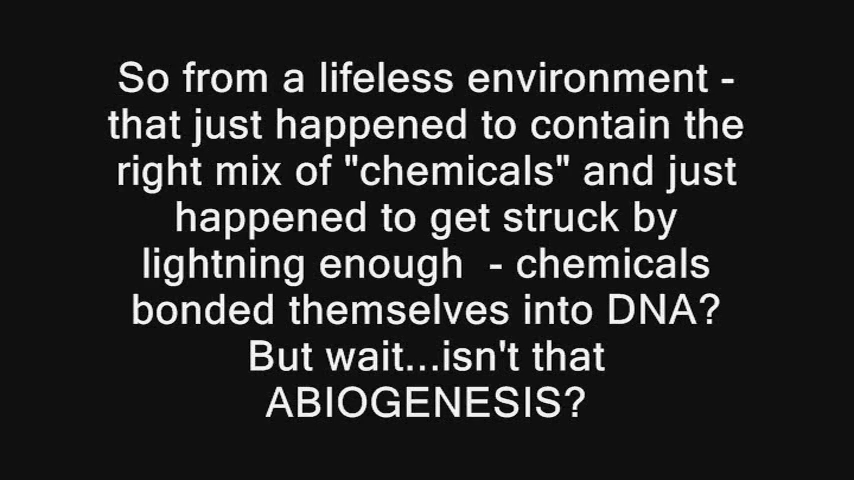 So from a lifeless environment -
that just happened to contain the
right mix of "chemicals" and just
happened to get struck by
lightning enough  - chemicals
bonded themselves into DNA?
But wait...isn't that
ABIOGENESIS?